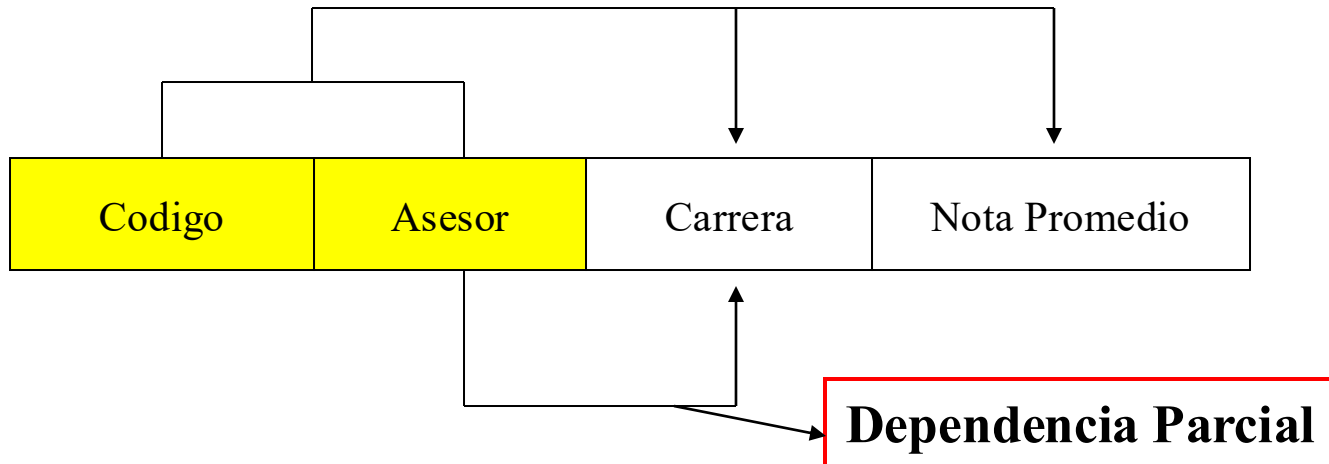 Codigo
Asesor
Carrera
Nota Promedio
Dependencia Parcial